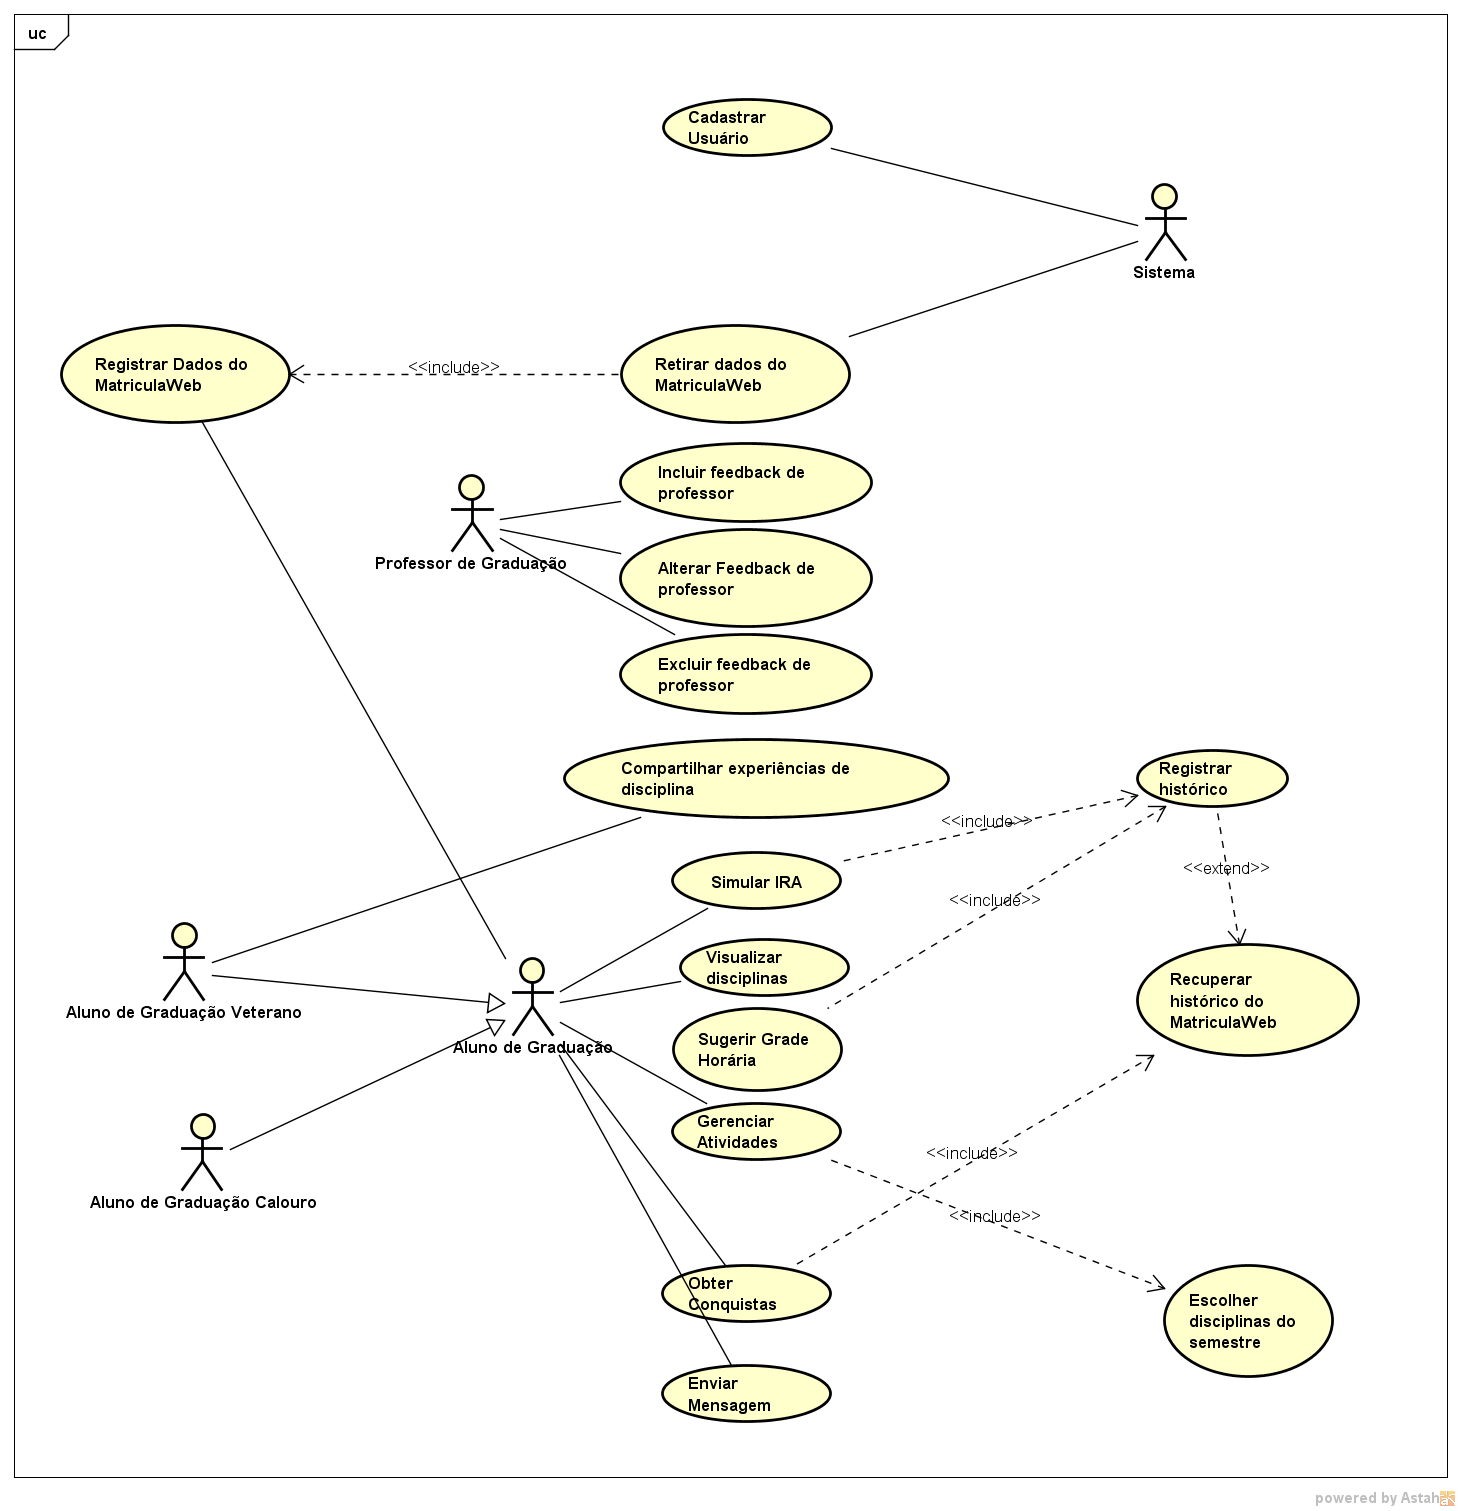 uc
Cadastrar
Usuário
Sistema
Registrar Dados do
MatriculaWeb
<<include>>
Retirar dados do
MatriculaWeb
Incluir feedback de
professor
Professor de Graduação
Alterar Feedback de
professor
Excluir feedback de
professor
Compartilhar experiências de
disciplina
Registrar
histórico
<<include>>
Simular IRA
<<extend>>
<<include>>
Visualizar
disciplinas
Recuperar
histórico do
MatriculaWeb
Aluno de Graduação Veterano
Aluno de Graduação
Sugerir Grade
Horária
Gerenciar
Atividades
<<include>>
Aluno de Graduação Calouro
<<include>>
Obter
Conquistas
Escolher
disciplinas do
semestre
Enviar
Mensagem
powered by Astah